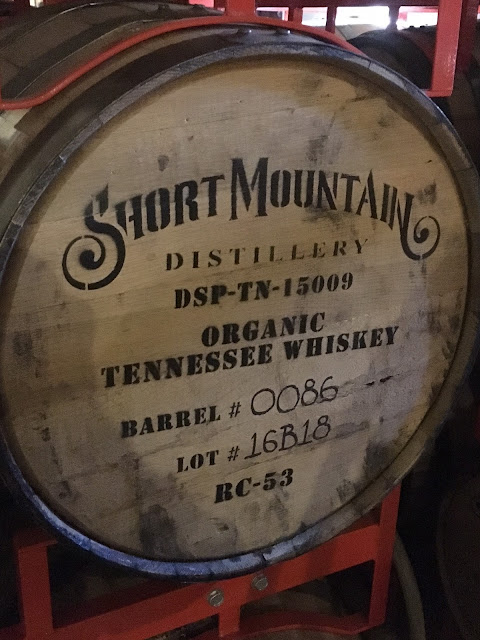 SHORT MOUNTAIN
DISTILLERY
DSP-TN-15009
ORGANIC
TENNESSEE WHISKEY
BARREL # 0086
LOT # 16B18
RC-53